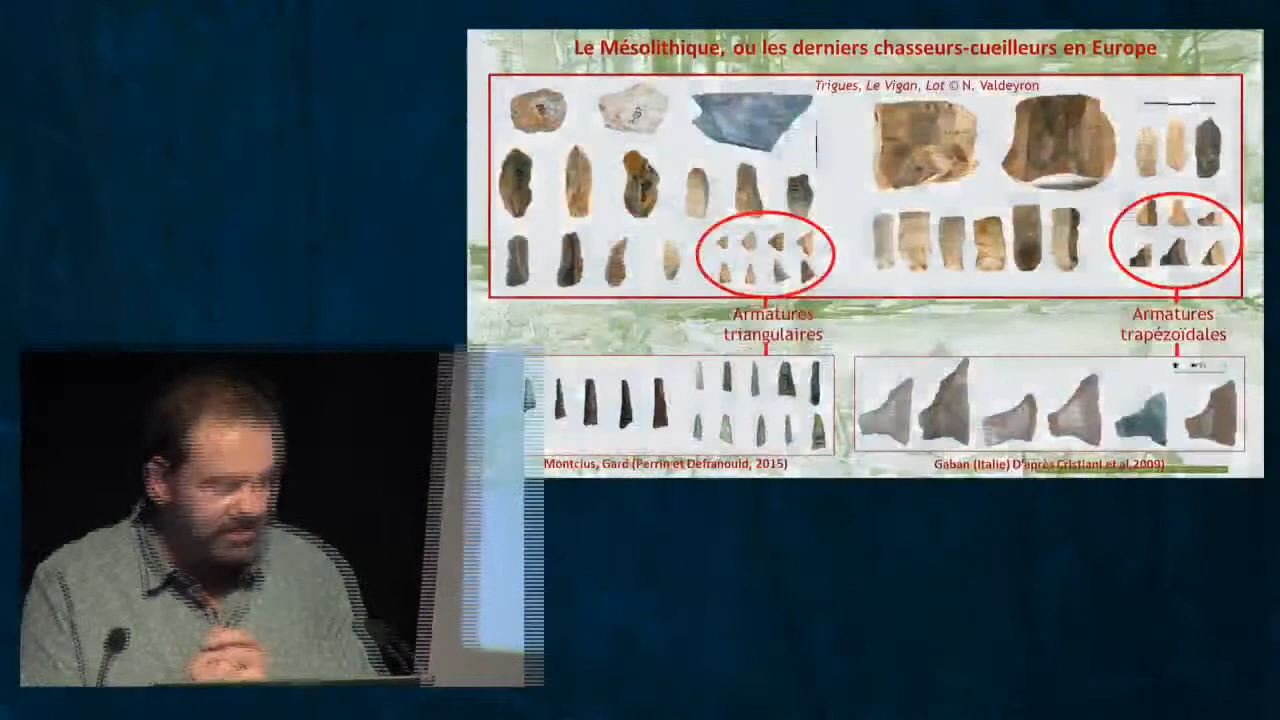 Le Mésolithique, ou les derniers chasseurs-cueilleurs en Europe
Trigues, Le Vigan, Lot © N. Valdeyron
Armatures
triangulaires
Armatures
trapézoïdales
Montclus, Gard (Perrin et Defranould, 2015)
Gaban (Italie) D'après Cristiani et al.2009)